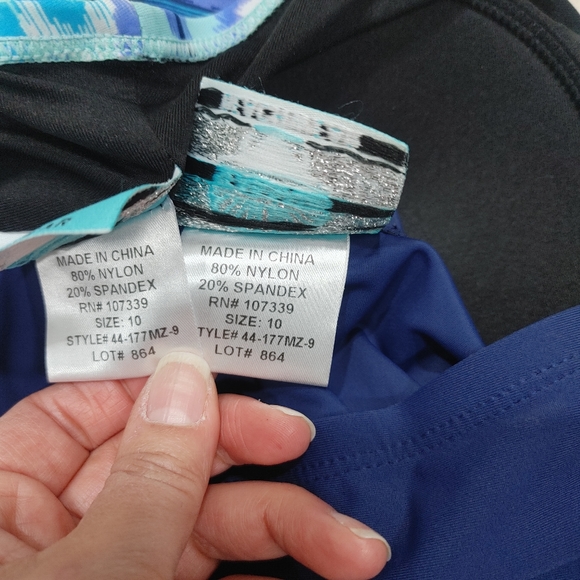 MADE IN CHINA
80% NYLON
20% SPANDEX
RN# 107339
SIZE: 10
STYLE# 44-177MZ-9
LOT# 864
MADE IN CHINA
80% NYLON
20% SPANDEX
RN# 107339
SIZE: 10
TYLE# 44-177MZ-9
LOT# 864